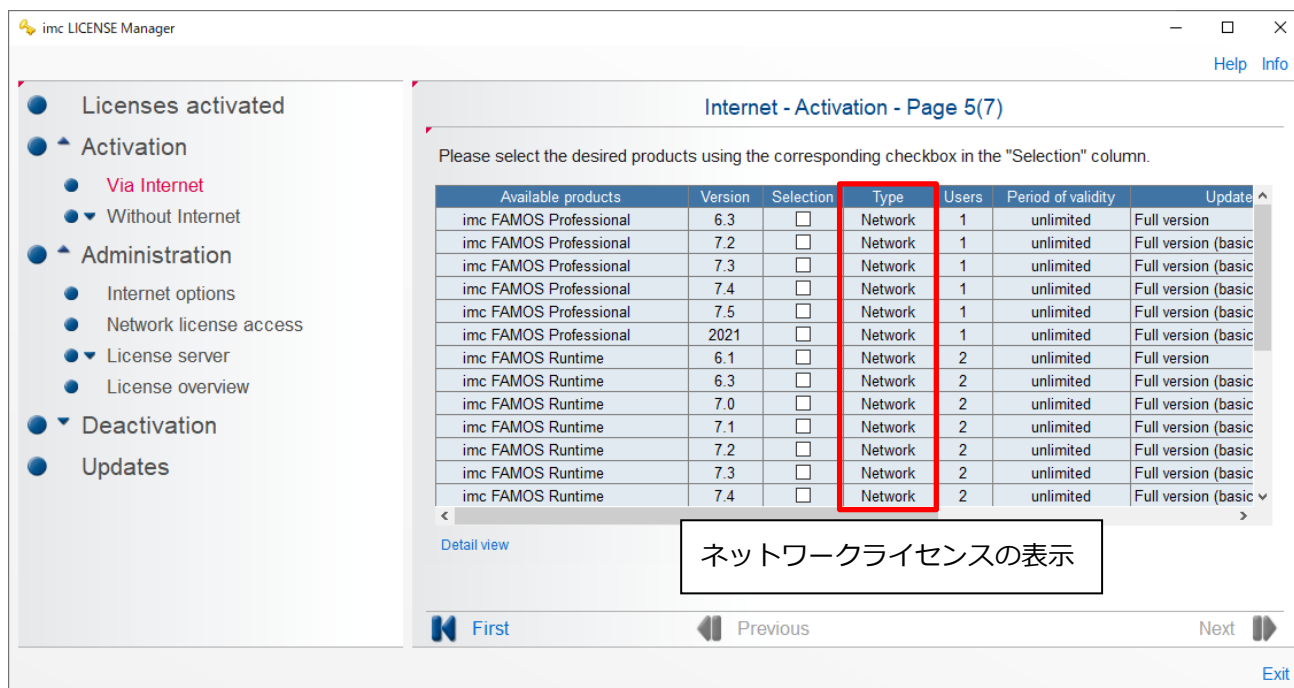 imc LICENSE Manager
Help Info
Licenses activated
Activation
Via Internet
Without Internet
Administration
Internet options
Network license access
License server
License overview
Deactivation
Updates
Internet - Activation - Page 5(7)
Please select the desired products using the corresponding checkbox in the "Selection" column.
Available products Version Selection Type Users Period of validity Update
imc FAMOS Professional 6.3 Network 1 unlimited Full version
imc FAMOS Professional 7.2 Network 1 unlimited Full version (basic
imc FAMOS Professional 7.3 Network 1 unlimited Full version (basic
imc FAMOS Professional 7.4 Network 1 unlimited Full version (basic
imc FAMOS Professional 7.5 Network 1 unlimited Full version (basic
imc FAMOS Professional 2021 Network 1 unlimited Full version (basic
imc FAMOS Runtime 6.1 Network 2 unlimited Full version
imc FAMOS Runtime 6.3 Network 2 unlimited Full version (basic
imc FAMOS Runtime 7.0 Network 2 unlimited Full version (basic
imc FAMOS Runtime 7.1 Network 2 unlimited Full version (basic
imc FAMOS Runtime 7.2 Network 2 unlimited Full version (basic
imc FAMOS Runtime 7.3 Network 2 unlimited Full version (basic
imc FAMOS Runtime 7.4 Network 2 unlimited Full version (basic
Detail view
ネットワークライセンスの表示
First Previous Next
Exit